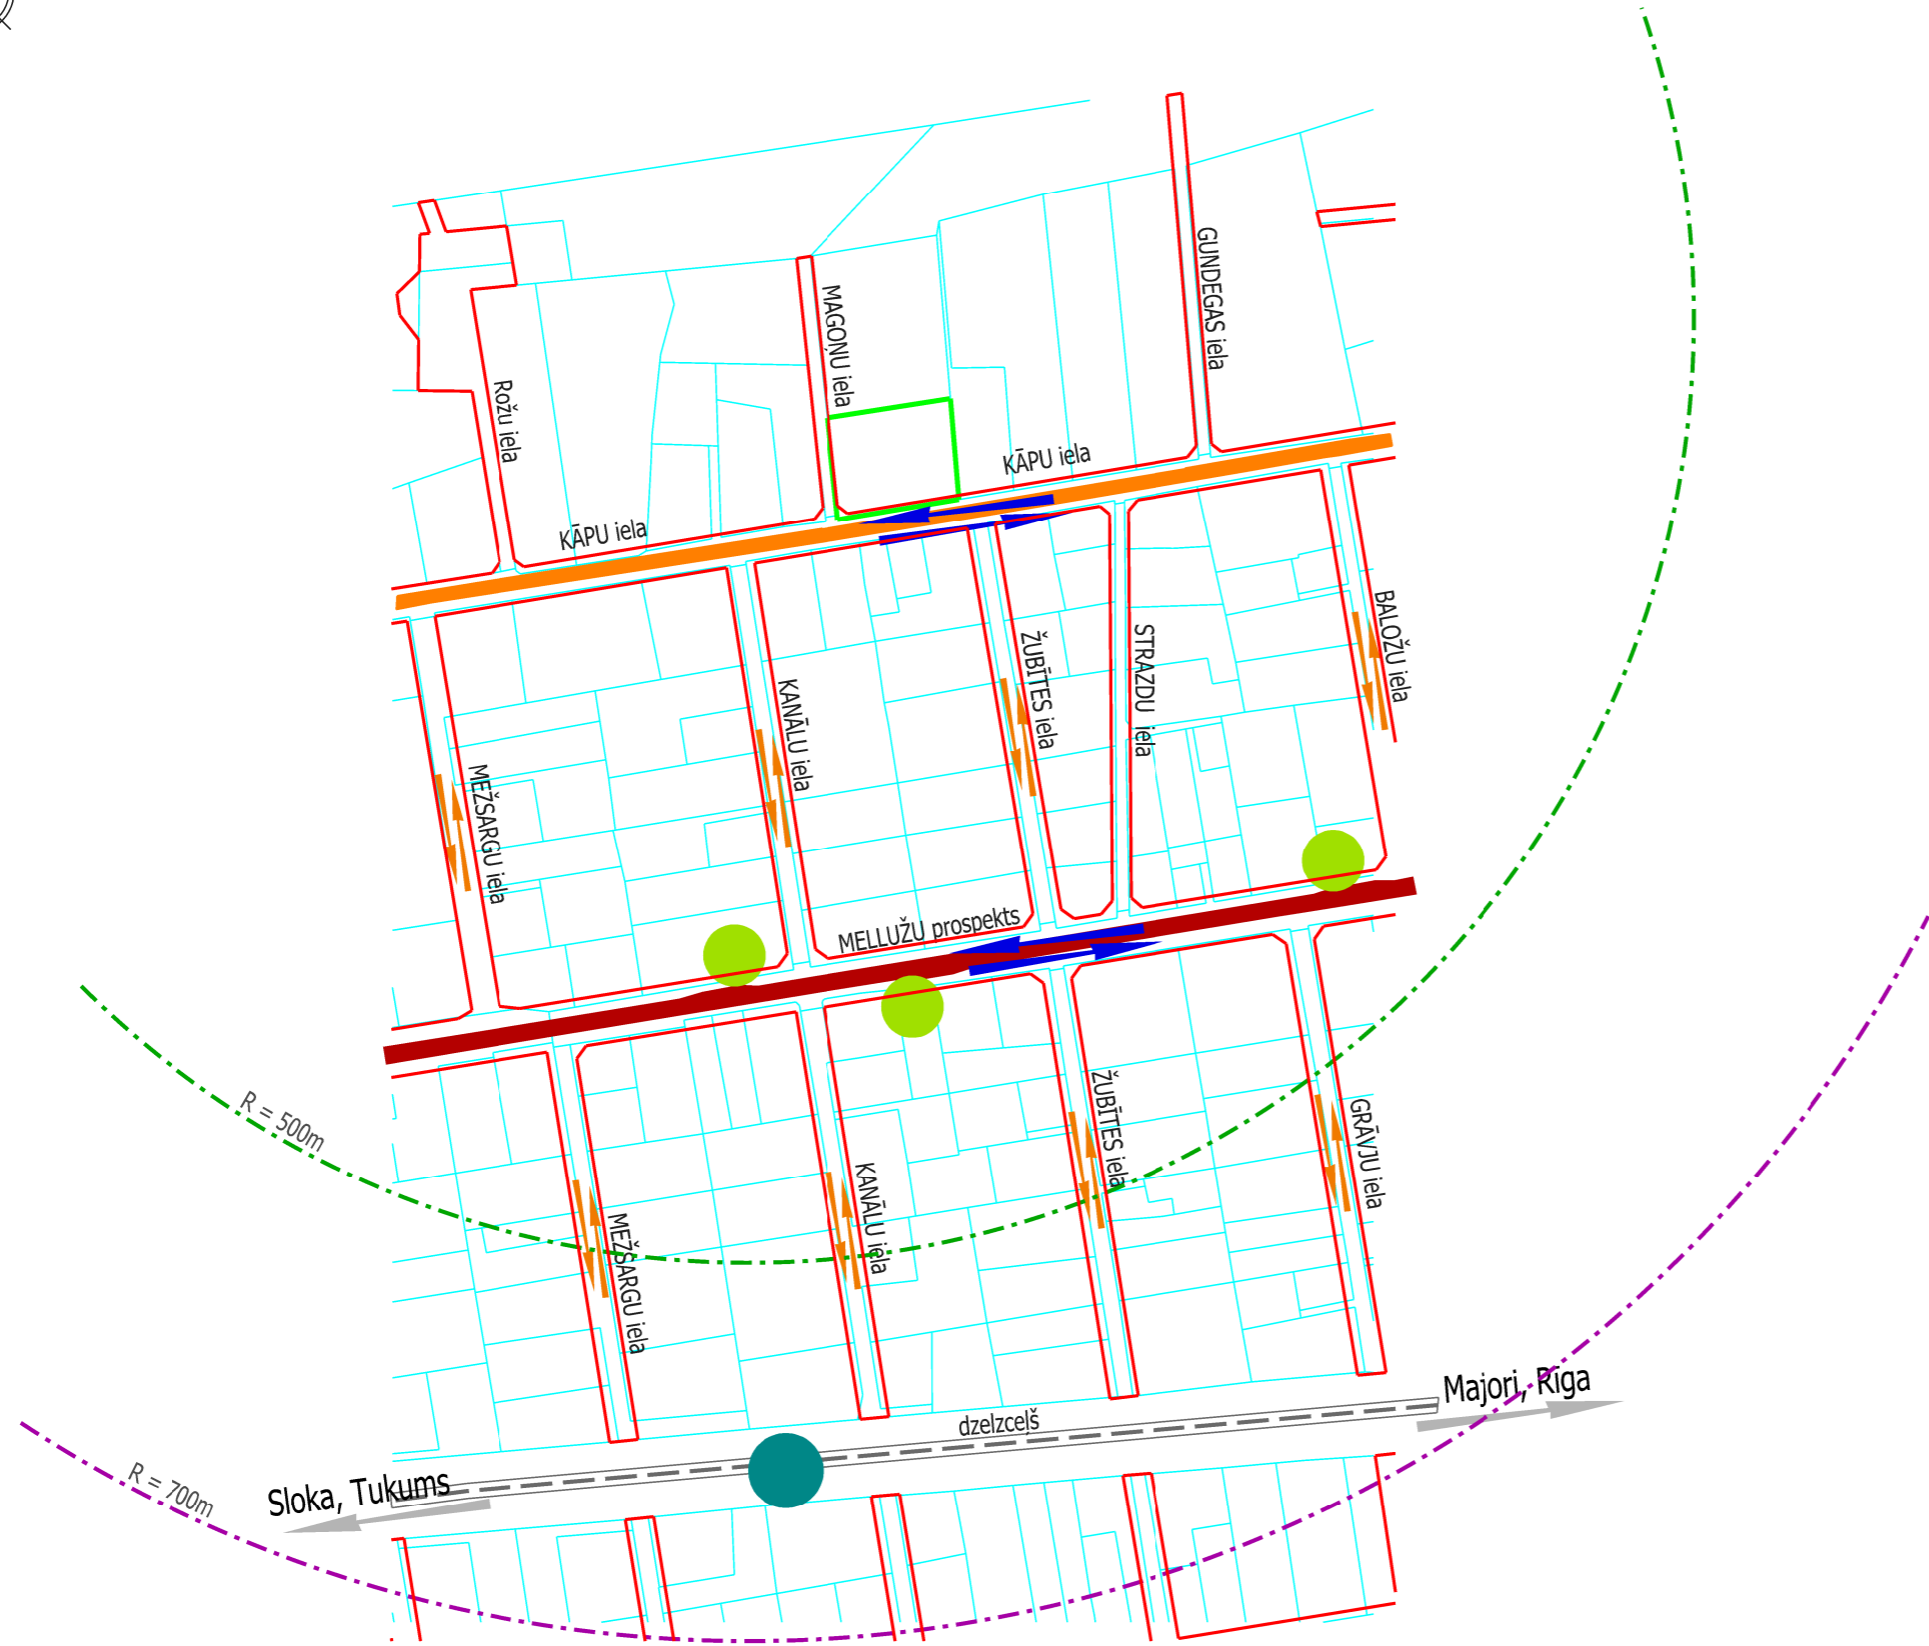 GUNDEGAS iela
MAGOŅU iela
Rožu iela
KĀPU iela
KĀPU iela
BALOŽU iela
ŽUBĪTES iela
STRAZDU iela
KANĀLU iela
MEŽSARGU iela
MELLUŽU prospekts
ŽUBĪTES iela
GRĀVJU iela
R = 500m
KANĀLU iela
MEŽSARGU iela
Majori, Rīga
dzelzceļš
Sloka, Tukums
R = 700m